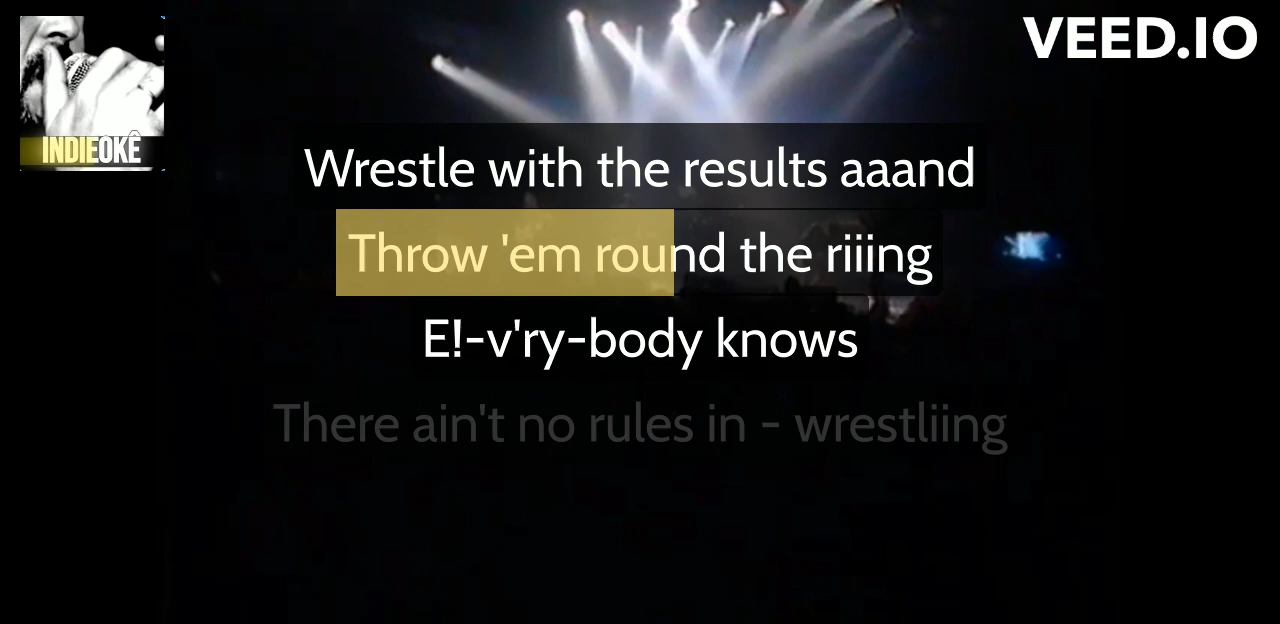 VEED.IO
INDIEOKÊ
Wrestle with the results aaand
Throw 'em round the riiing
E!-v'ry-body knows
There ain't no rules in - wrestliing